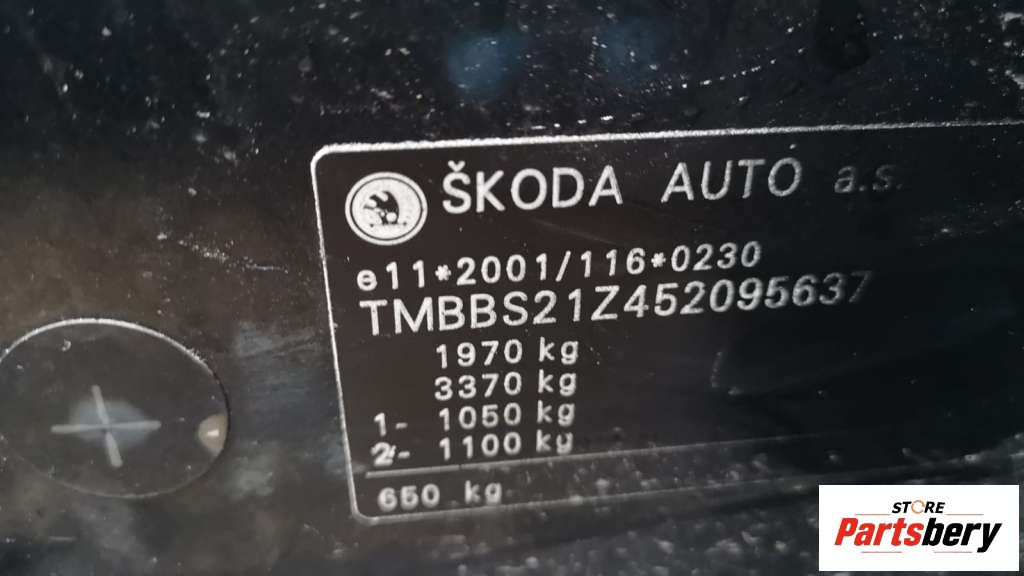 ŠKODA AUTO a.s.
e11*2001/116*0230
TMBBS21Z452095637
1970 kg
3370 kg
1- 1050 kg
2- 1100 kg
650 kg
STORE
Partsbery